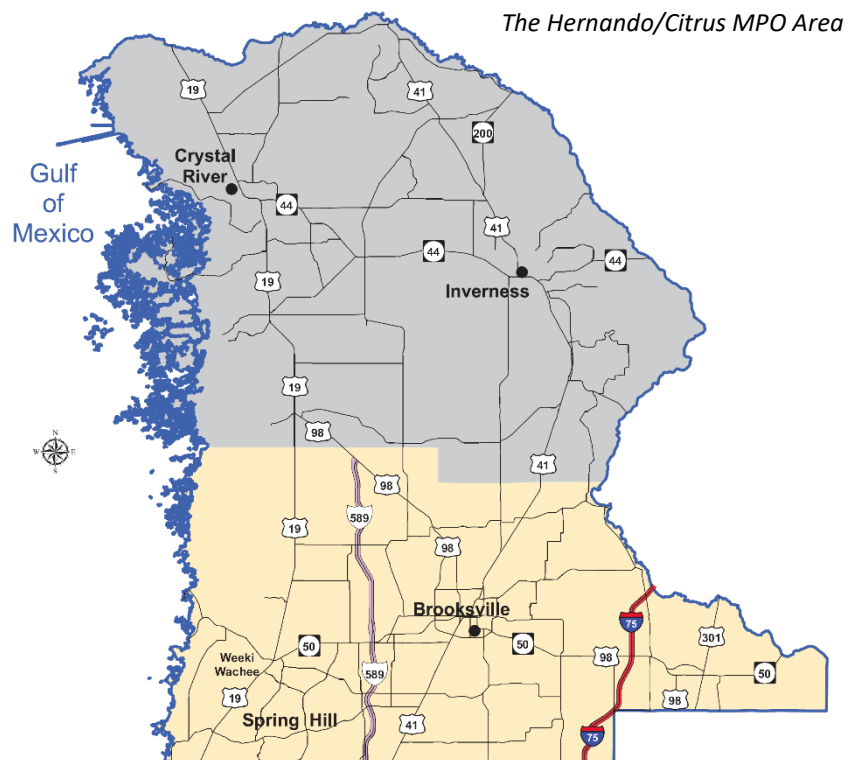 The Hernando/Citrus MPO Area
19
41
200
Crystal
River
Gulf
of
Mexico
44
41
44
44
19
Inverness
19
98
41
N
W E
S
98
589
19
98
Brooksville
75
301
50
50
98
50
Weeki
Wachee
589
19
98
Spring Hill
41
75